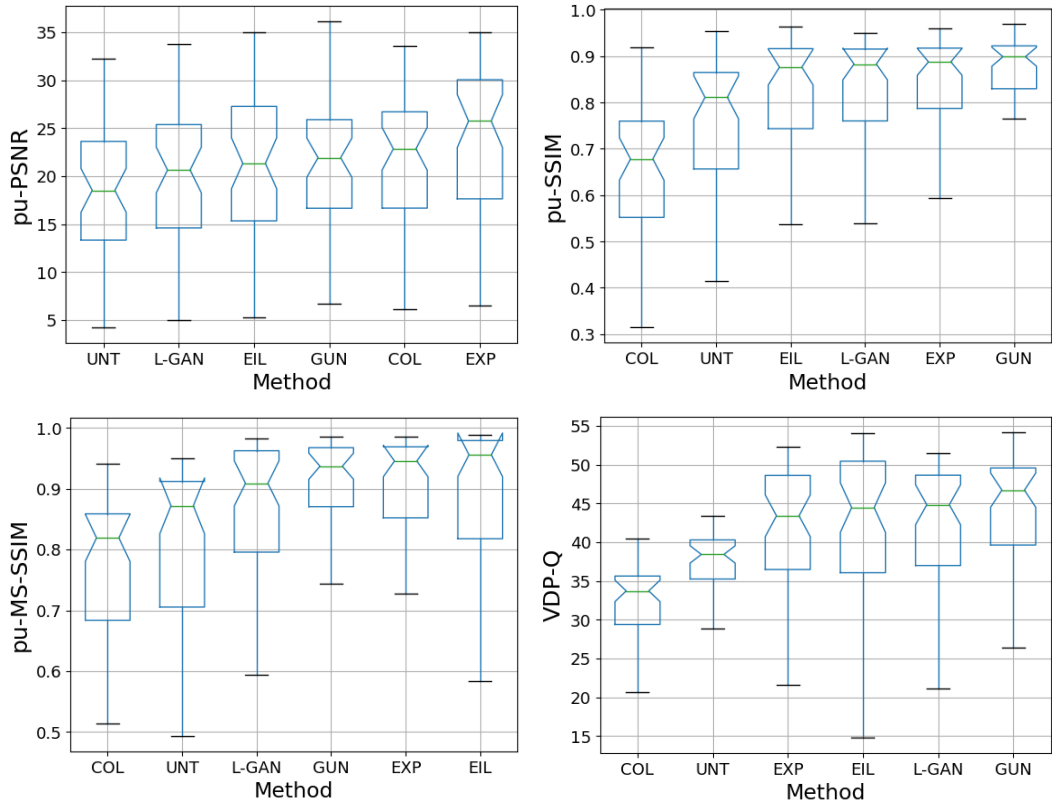 35
30
25
20
15
10
5
pu-PSNR
UNT L-GAN EIL GUN COL EXP
Method
1.0
0.9
0.8
0.7
0.6
0.5
0.4
0.3
pu-SSIM
COL UNT EIL L-GAN EXP GUN
Method
1.0
0.9
0.8
0.7
0.6
0.5
pu-MS-SSIM
COL UNT L-GAN GUN EXP EIL
Method
55
50
45
40
35
30
25
20
15
VDP-Q
COL UNT EXP EIL L-GAN GUN
Method